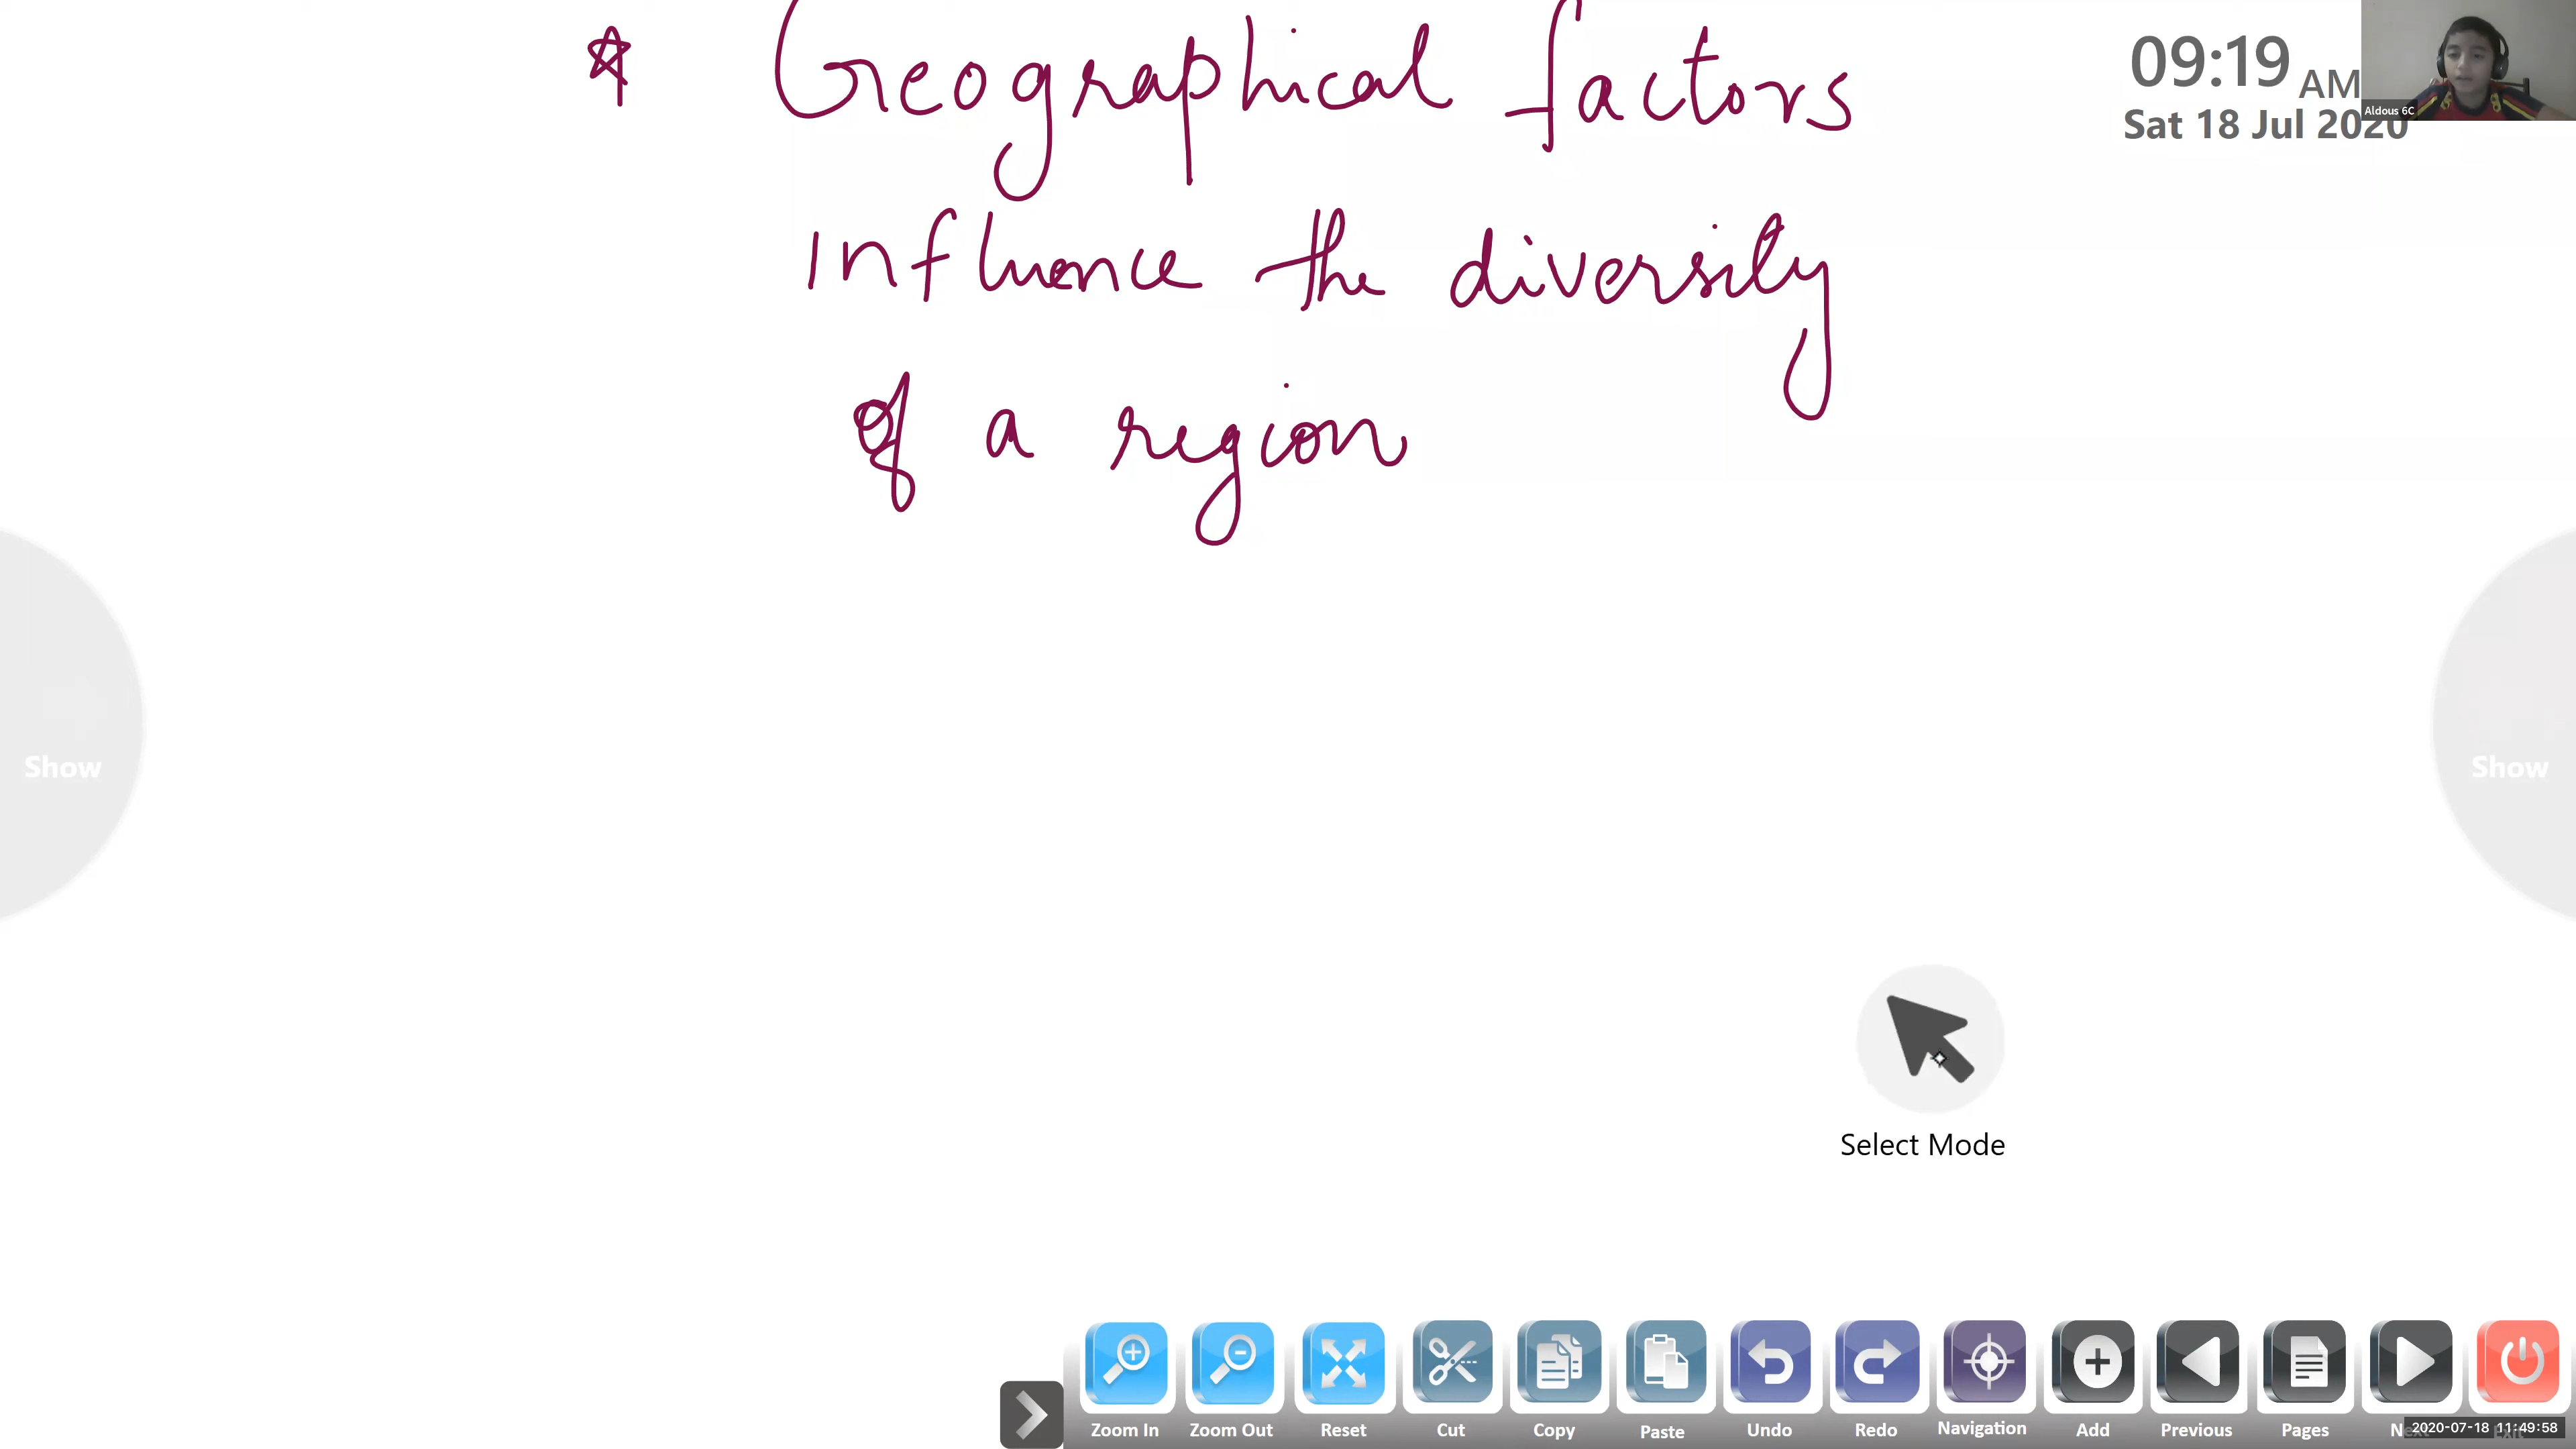 * Geographical factors
09:19 AM
Sat 18 Jul 2020
Aldous 6C
influence the diversity
of a region
Show
Show
Select Mode
Zoom In Zoom Out Reset Cut Copy Paste Undo Redo Navigation Add Previous Pages
2020-07-18 11:49:58